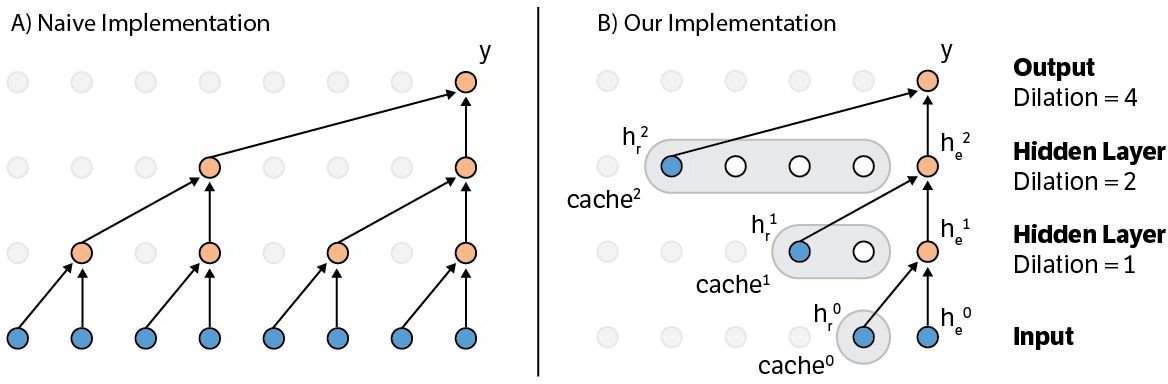 A) Naive Implementation
y
B) Our Implementation
y
Output
Dilation = 4
h_r^2
h_e^2
Hidden Layer
Dilation = 2
cache^2
h_r^1
h_e^1
Hidden Layer
Dilation = 1
cache^1
h_r^0
h_e^0
Input
cache^0